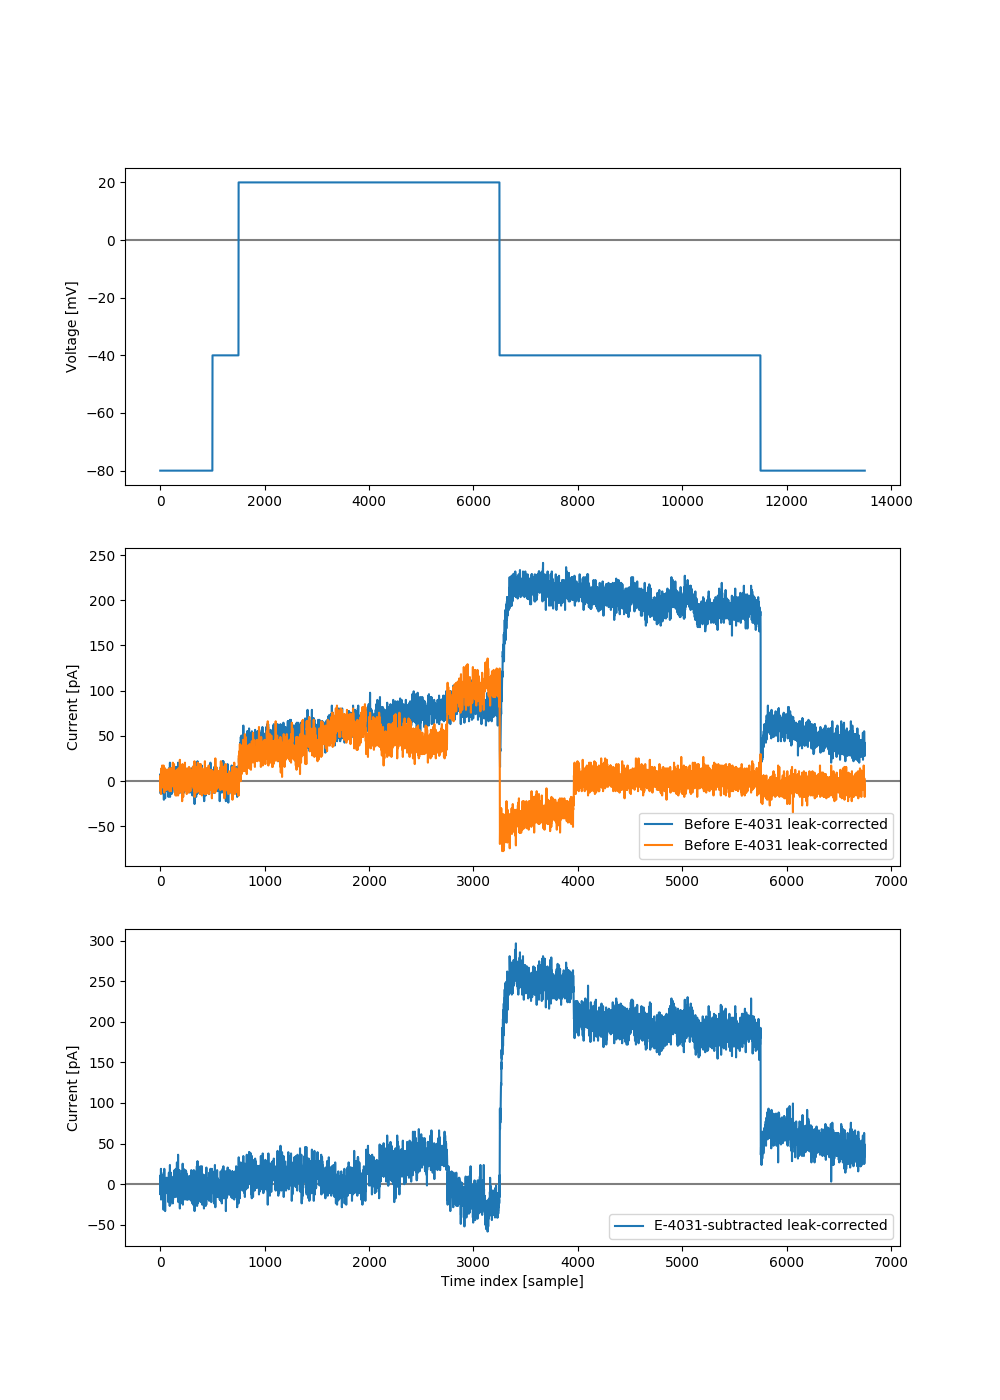 20
0
−20
−40
−60
−80
Voltage [mV]
0 2000 4000 6000 8000 10000 12000 14000
250
200
150
100
50
0
−50
Current [pA]
Before E-4031 leak-corrected
Before E-4031 leak-corrected
0 1000 2000 3000 4000 5000 6000 7000
300
250
200
150
100
50
0
−50
Current [pA]
E-4031-subtracted leak-corrected
0 1000 2000 3000 4000 5000 6000 7000
Time index [sample]